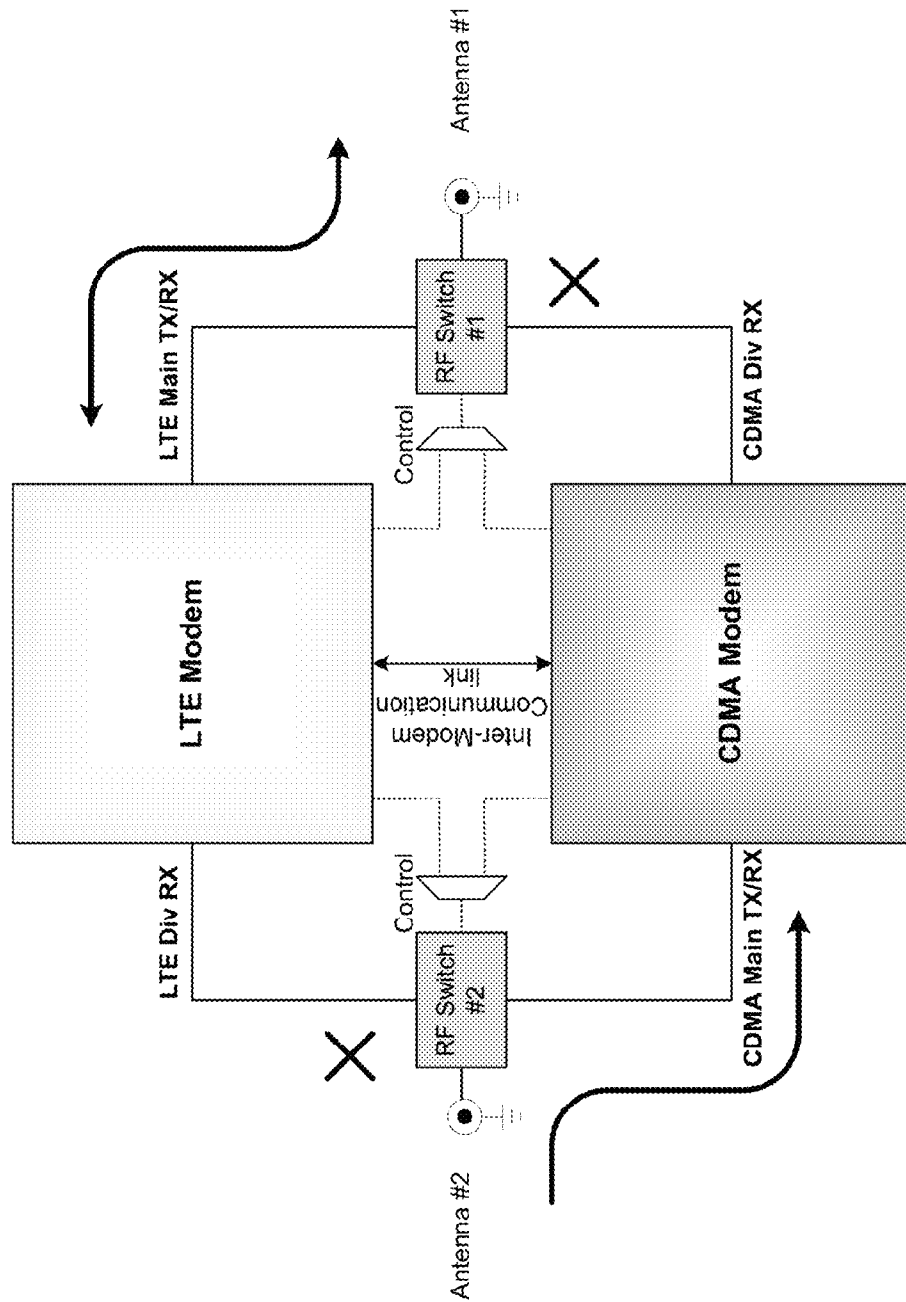 LTE Div RX
LTE Main TX/RX
LTE Modem
Antenna #2
RF Switch
#2
Control
Inter-Modem
Communication
link
Control
RF Switch
#1
Antenna #1
CDMA Main TX/RX
CDMA Modem
CDMA Div RX